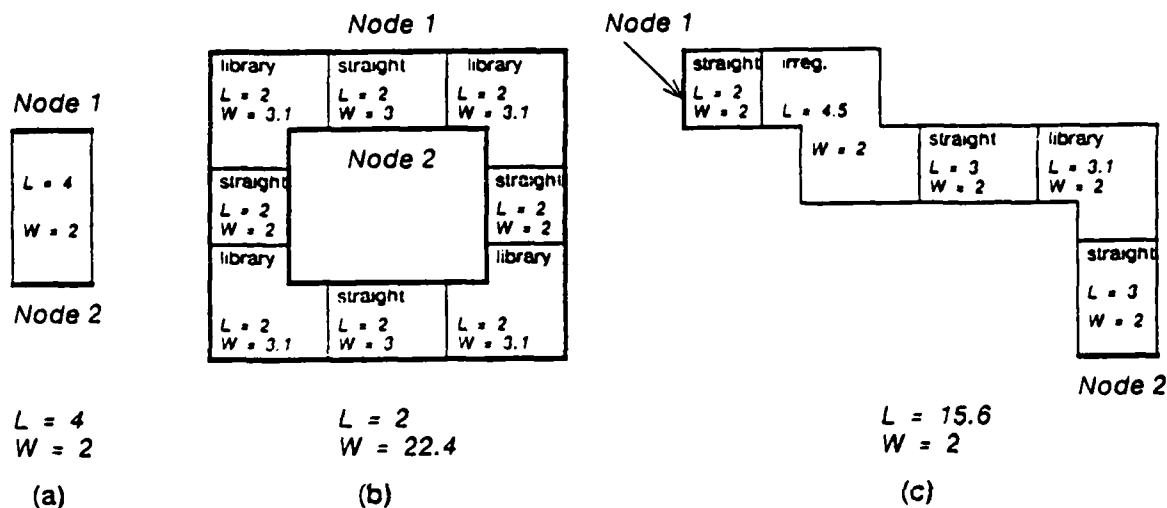 Node 1
L = 4
W = 2
Node 2
L = 4
W = 2
(a)
Node 1
library
L = 2
W = 3.1
straight
L = 2
W = 3
library
L = 2
W = 3.1
Node 2
straight
L = 2
W = 2
straight
L = 2
W = 2
library
L = 2
W = 3.1
straight
L = 2
W = 3
library
L = 2
W = 3.1
L = 2
W = 22.4
(b)
Node 1
straight
L = 2
W = 2
irreg.
L = 4.5
W = 2
straight
L = 3
W = 2
library
L = 3.1
W = 2
straight
L = 3
W = 2
Node 2
L = 15.6
W = 2
(c)